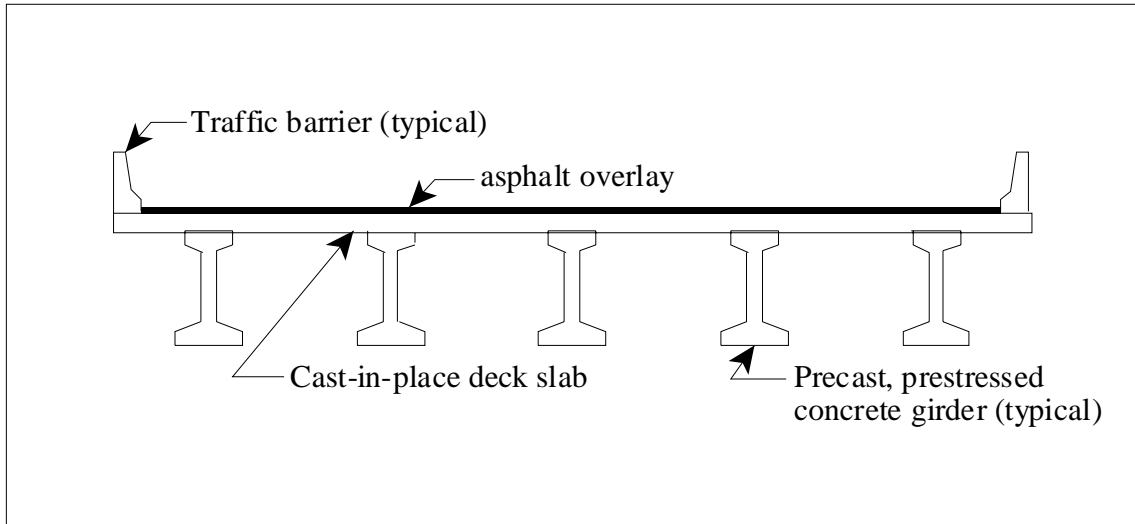 Traffic barrier (typical)
asphalt overlay
Cast-in-place deck slab
Precast, prestressed
concrete girder (typical)